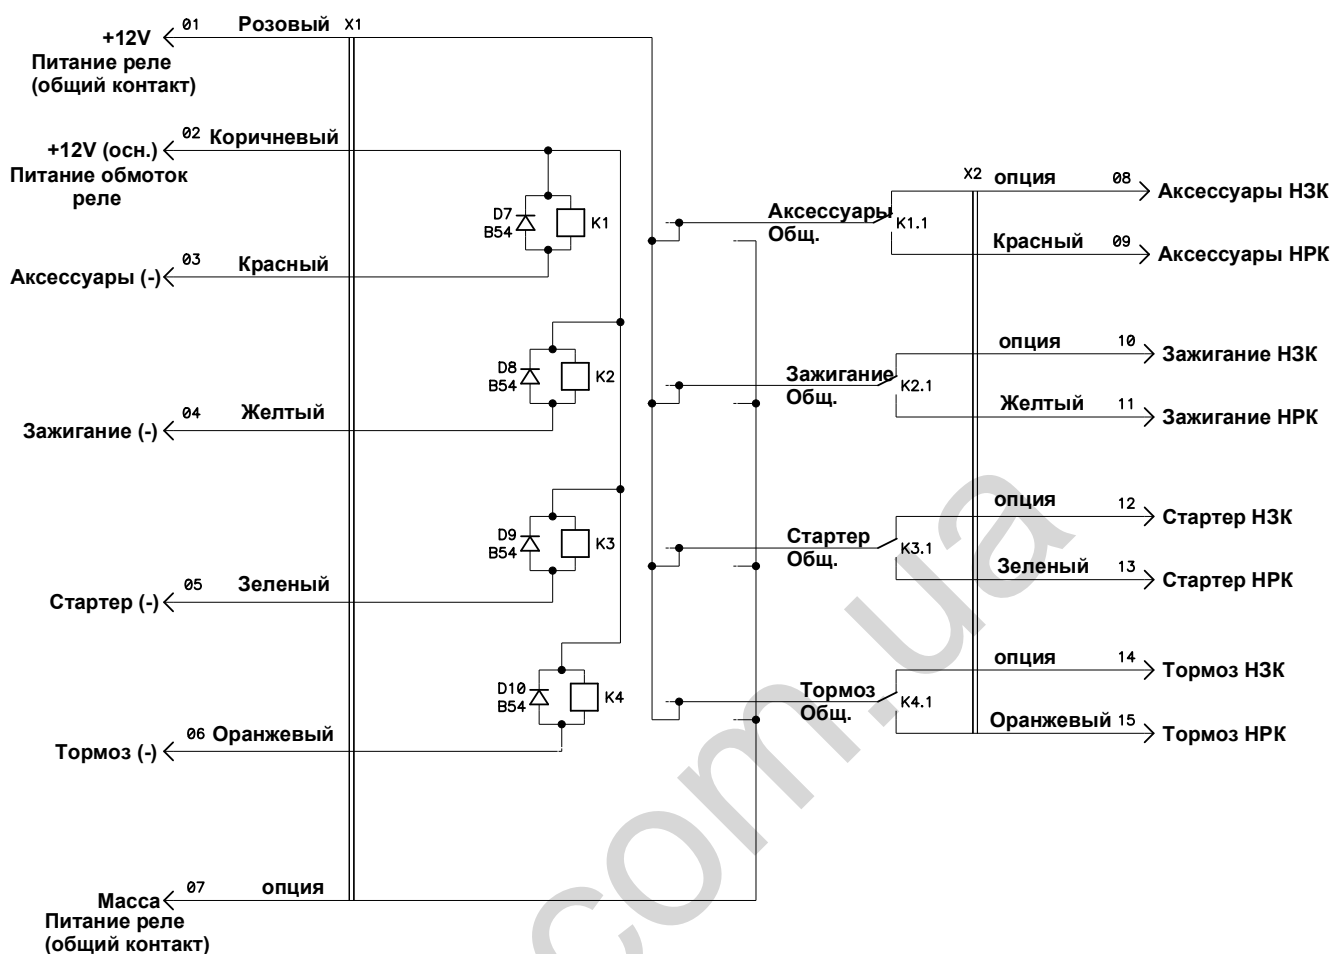 01 Розовый X1
+12V
Питание реле
(общий контакт)
02 Коричневый
+12V (осн.)
Питание обмоток
реле
D7
B54
K1
03 Красный
Аксессуары (-)
D8
B54
K2
04 Желтый
Зажигание (-)
D9
B54
K3
05 Зеленый
Стартер (-)
D10
B54
K4
06 Оранжевый
Тормоз (-)
07 опция
Масса
Питание реле
(общий контакт)
X2 опция 08
Аксессуары НЗК
Аксессуары
Общ.
K1.1
Красный 09
Аксессуары НРК
опция 10
Зажигание НЗК
Зажигание
Общ.
K2.1
Желтый 11
Зажигание НРК
опция 12
Стартер НЗК
Стартер
Общ.
K3.1
Зеленый 13
Стартер НРК
опция 14
Тормоз НЗК
Тормоз
Общ.
K4.1
Оранжевый 15
Тормоз НРК
com.ua